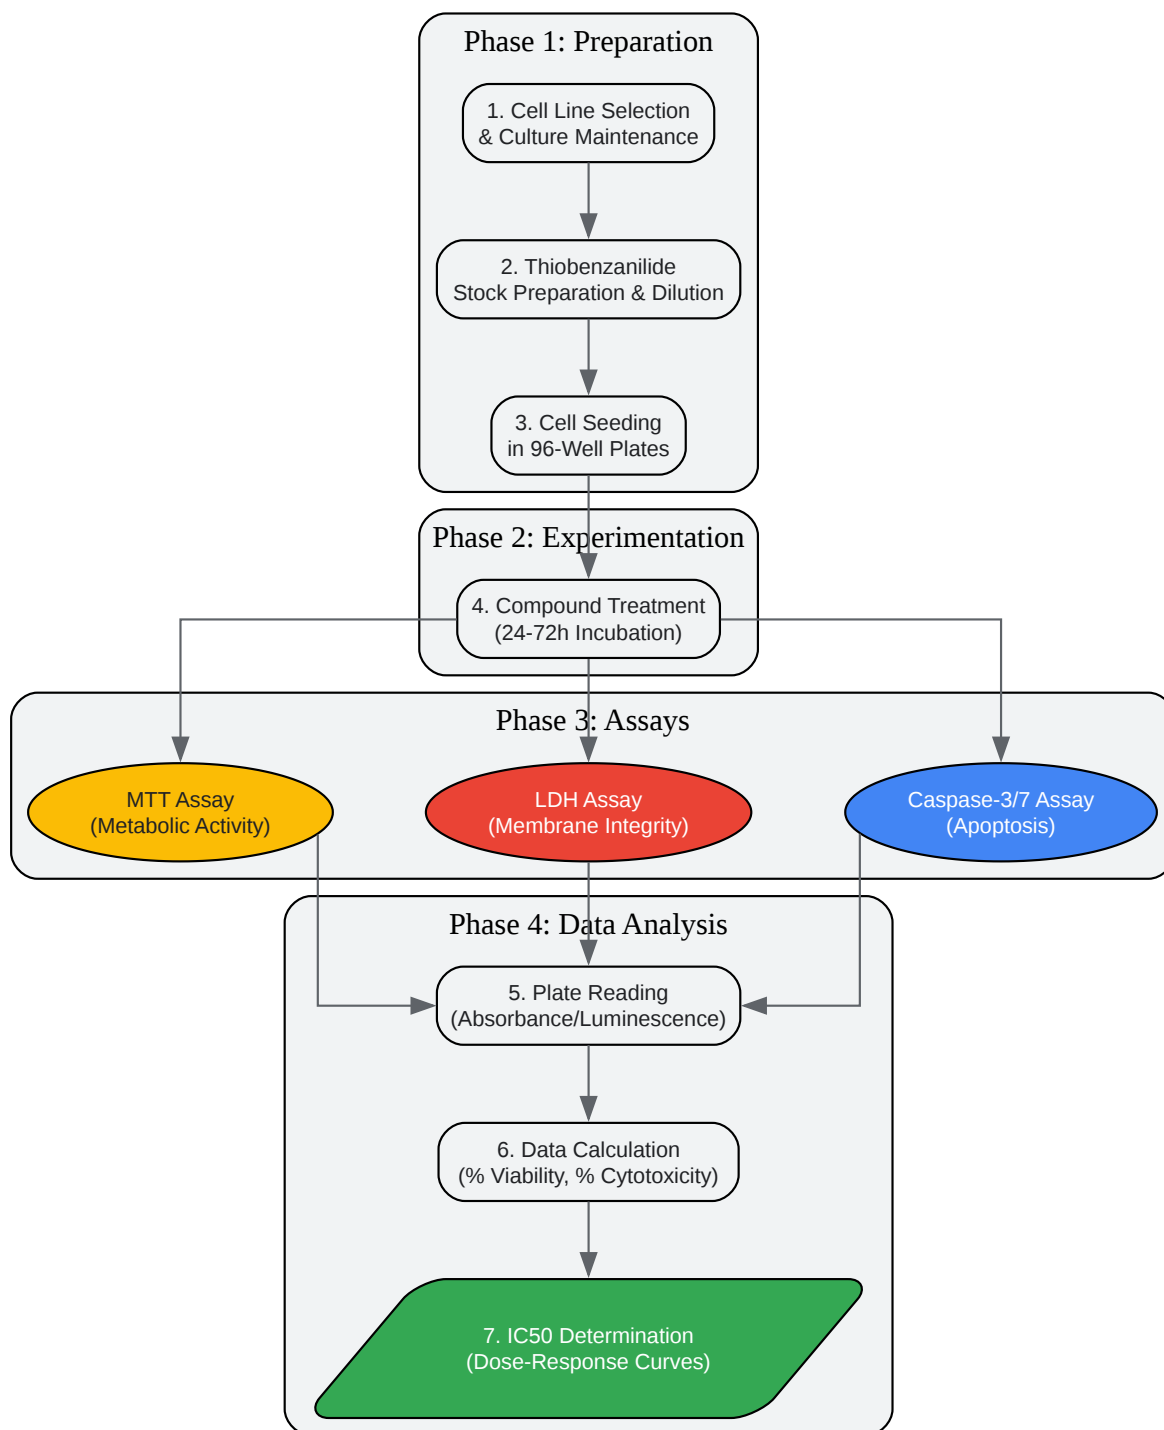 Phase 1: Preparation
1. Cell Line Selection
& Culture Maintenance
2. Thiobenzanilide
Stock Preparation & Dilution
3. Cell Seeding
in 96-Well Plates
Phase 2: Experimentation
4. Compound Treatment
(24-72h Incubation)
Phase 3: Assays
MTT Assay
(Metabolic Activity)
LDH Assay
(Membrane Integrity)
Caspase-3/7 Assay
(Apoptosis)
Phase 4: Data Analysis
5. Plate Reading
(Absorbance/Luminescence)
6. Data Calculation
(% Viability, % Cytotoxicity)
7. IC50 Determination
(Dose-Response Curves)